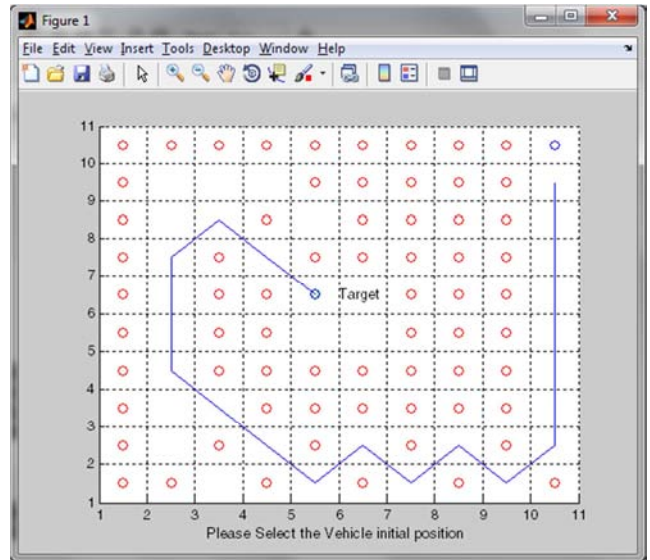 Figure 1
File Edit View Insert Tools Desktop Window Help
11
10
9
8
7
6
5
4
3
2
1
Target
1 2 3 4 5 6 7 8 9 10 11
Please Select the Vehicle initial position